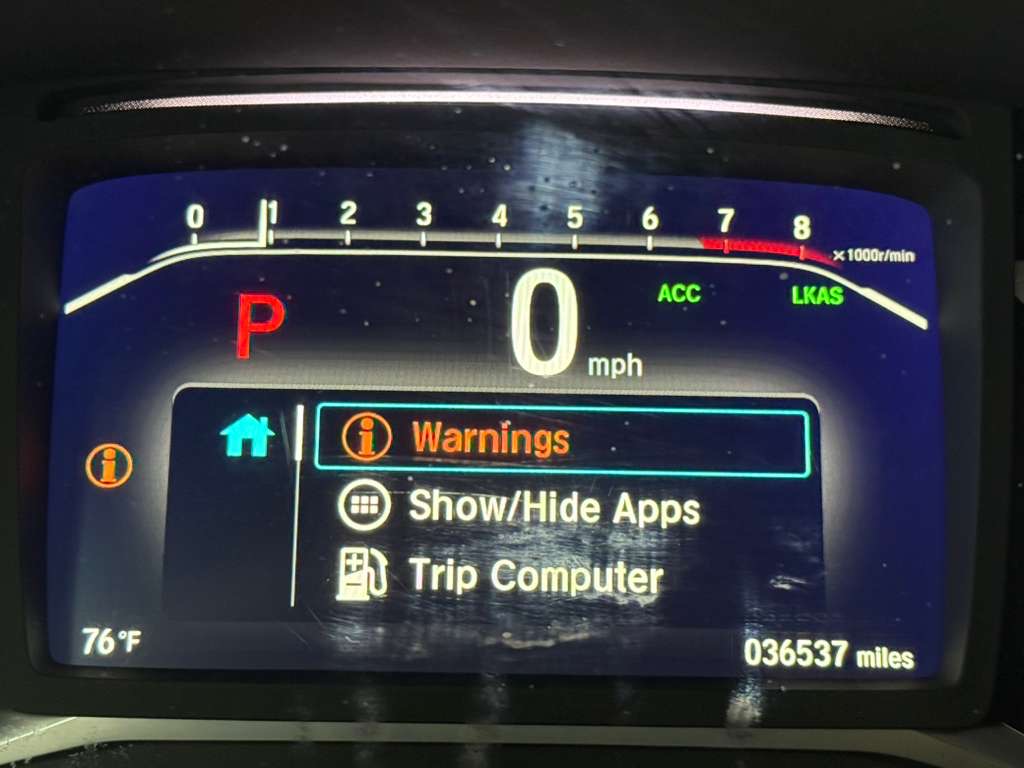 0 1 2 3 4 5 6 7 8
×1000r/min
P 0 mph ACC LKAS
i Warnings
i
Show/Hide Apps
Trip Computer
76°F 036537 miles